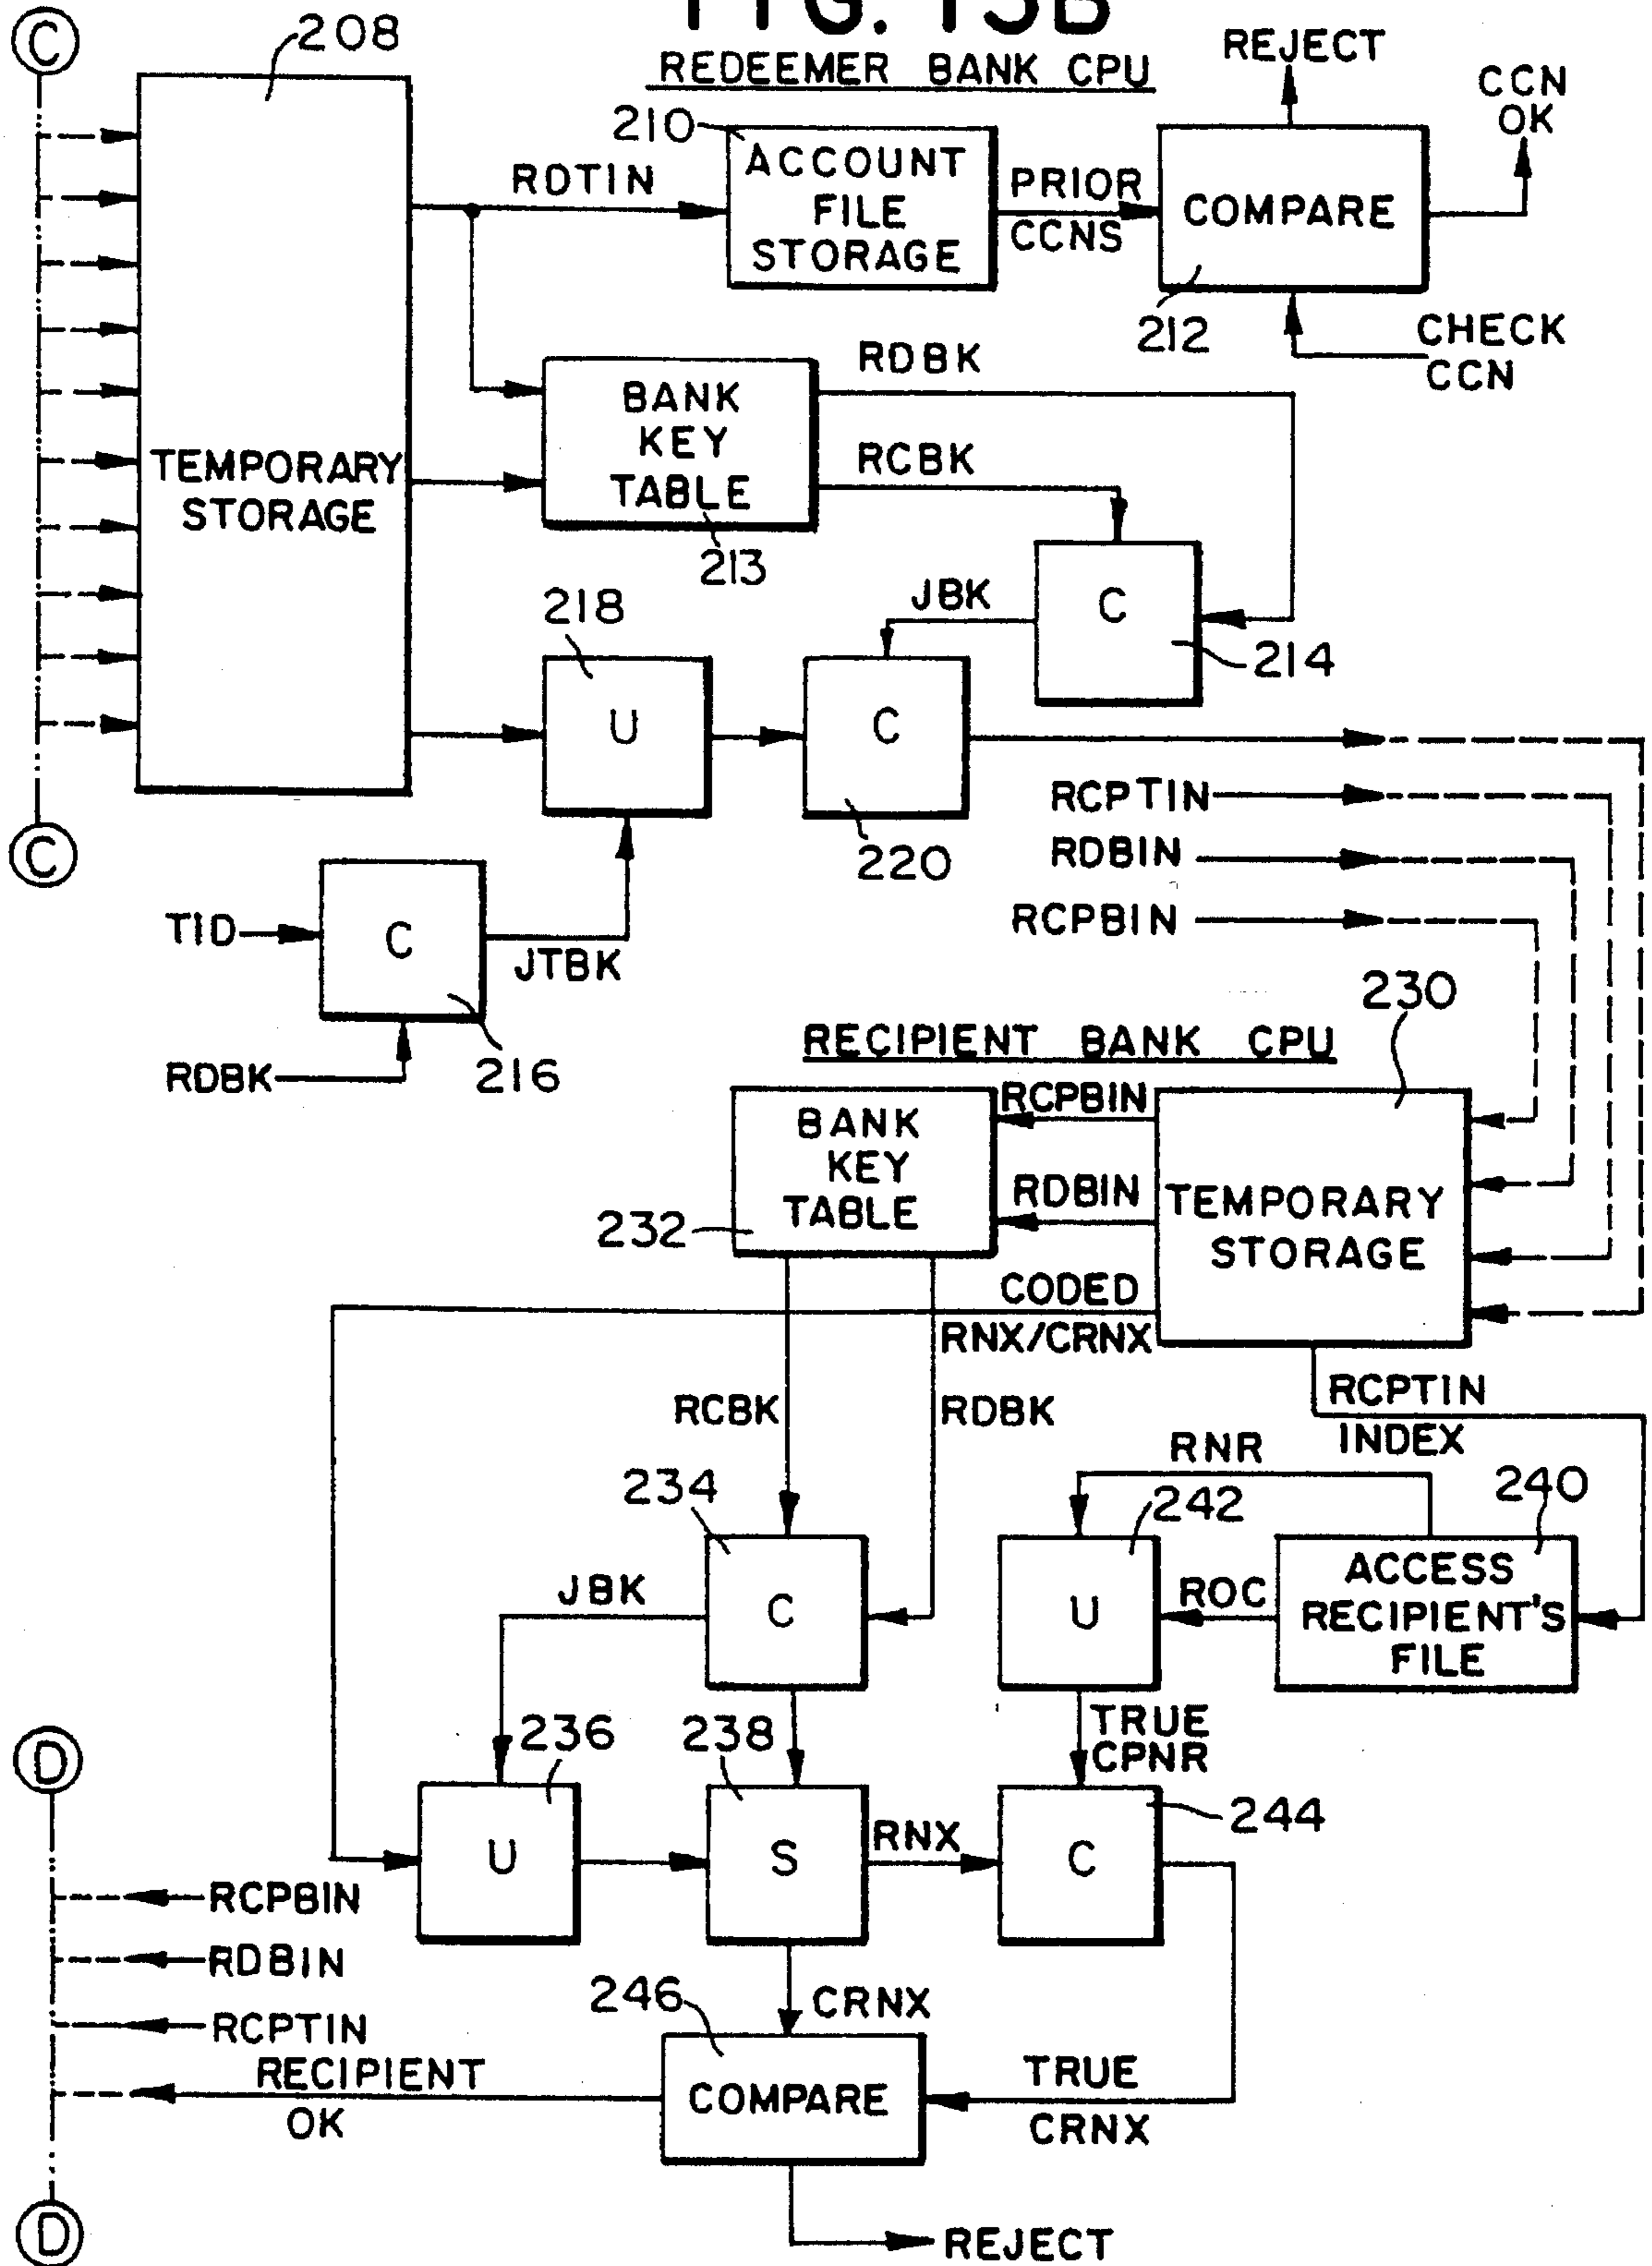 FIG. 13B
REDEEMER BANK CPU
C
208
REJECT
CCN
OK
210
ACCOUNT
FILE
STORAGE
RDTIN
PRIOR
CCNS
COMPARE
212
CHECK
CCN
TEMPORARY
STORAGE
BANK
KEY
TABLE
213
RDBK
RCBK
C
214
JBK
218
U
C
220
C
TID
C
JTBK
RDBK
216
RCPTIN
RDBIN
RCPBIN
230
RECIPIENT BANK CPU
BANK
KEY
TABLE
232
RCPBIN
RDBIN
TEMPORARY
STORAGE
CODED
RNX/CRNX
RCBK
RDBK
RCPTIN
INDEX
RNR
234
C
242
U
240
ROC
ACCESS
RECIPIENT'S
FILE
JBK
TRUE
CPNR
D
236
U
238
S
RNX
C
244
RCPBIN
RDBIN
RCPTIN
RECIPIENT
OK
246
CRNX
COMPARE
TRUE
CRNX
REJECT
D